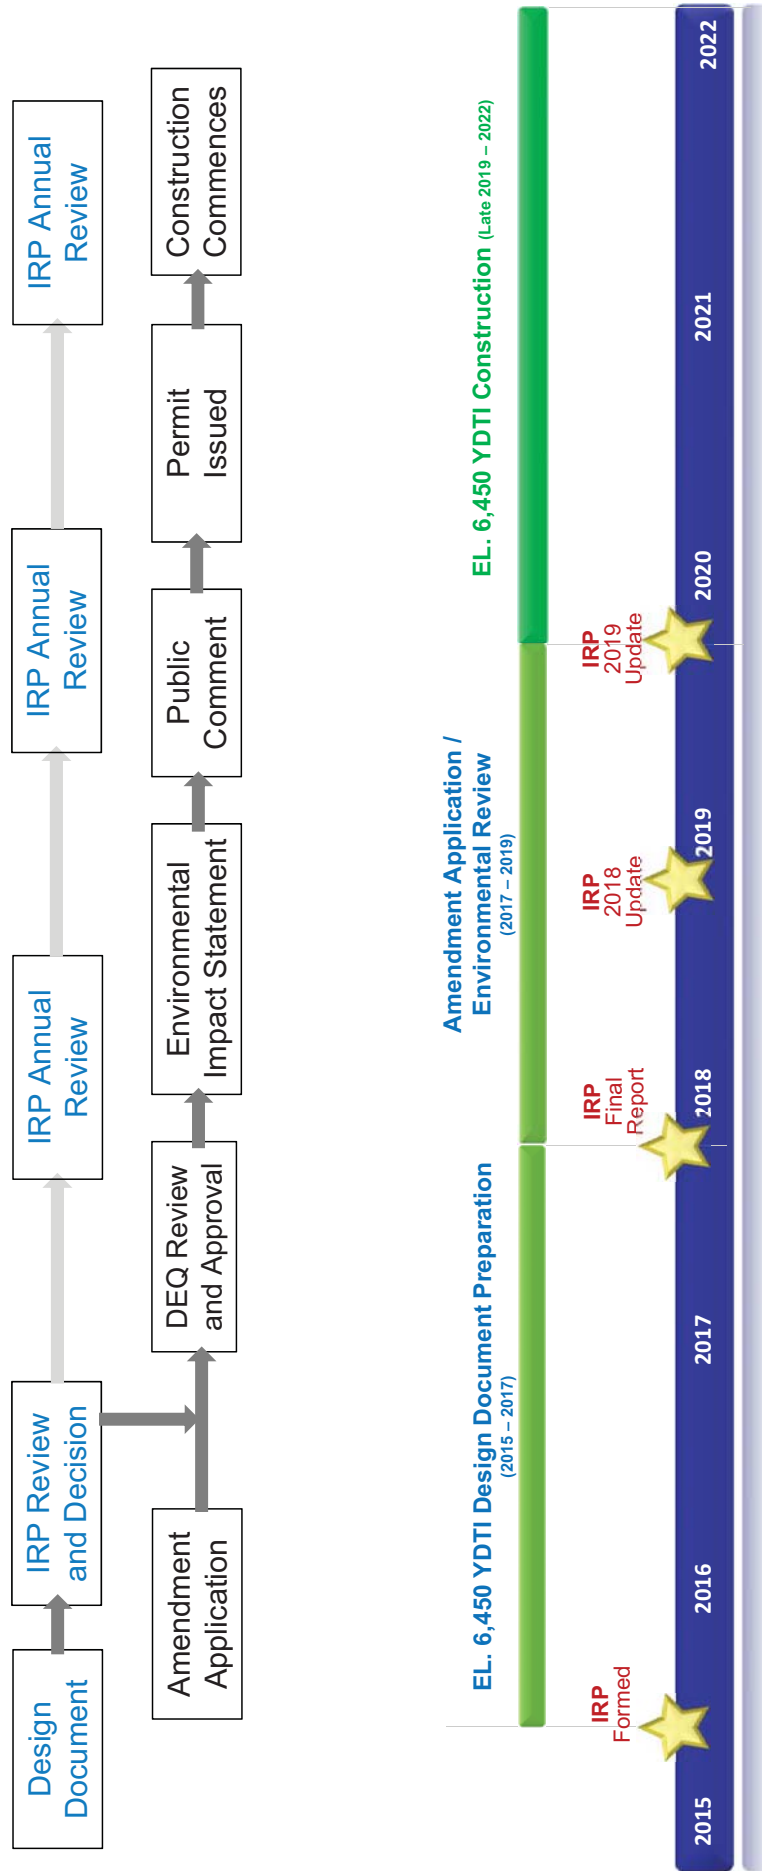 Design
Document
IRP Review
and Decision
IRP Annual
Review
IRP Annual
Review
IRP Annual
Review
Amendment
Application
DEQ Review
and Approval
Environmental
Impact Statement
Public
Comment
Permit
Issued
Construction
Commences
EL. 6,450 YDTI Design Document Preparation
(2015 – 2017)
Amendment Application /
Environmental Review
(2017 – 2019)
EL. 6,450 YDTI Construction (Late 2019 – 2022)
IRP
Formed
IRP
Final
Report
IRP
2018
Update
IRP
2019
Update
2015
2016
2017
2018
2019
2020
2021
2022